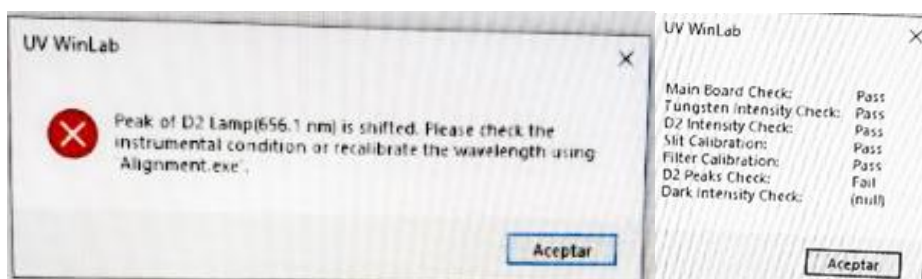 UV WinLab
Peak of D2 Lamp(656.1 nm) is shifted. Please check the
instrumental condition or recalibrate the wavelength using
'Alignment.exe'.
Aceptar
UV WinLab
Main Board Check: Pass
Tungsten Intensity Check: Pass
D2 Intensity Check: Pass
Slit Calibration: Pass
Filter Calibration: Pass
D2 Peaks Check: Fail
Dark Intensity Check: (null)
Aceptar